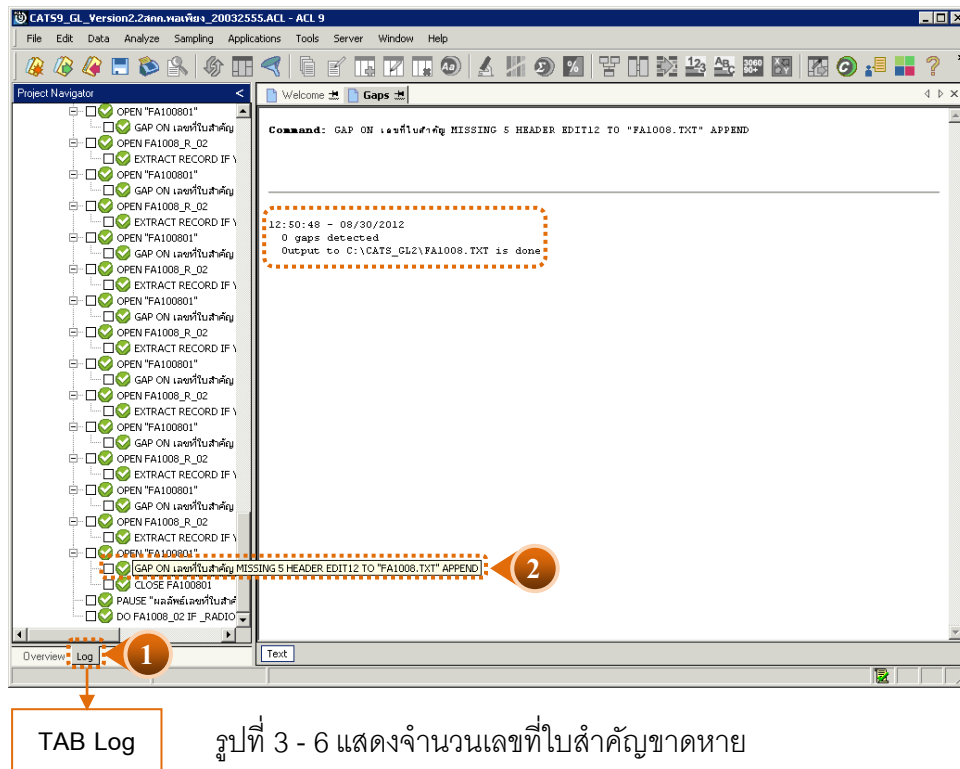 CATS9_GL_Version2.2สกก.พอเพียง_20032555.ACL - ACL 9
File Edit Data Analyze Sampling Applications Tools Server Window Help
Project Navigator <
Welcome Gaps
OPEN "FA100801"
GAP ON เลขที่ใบสำคัญ
OPEN FA1008_R_02
EXTRACT RECORD IF
OPEN "FA100801"
GAP ON เลขที่ใบสำคัญ
OPEN FA1008_R_02
EXTRACT RECORD IF
OPEN "FA100801"
GAP ON เลขที่ใบสำคัญ
OPEN FA1008_R_02
EXTRACT RECORD IF
OPEN "FA100801"
GAP ON เลขที่ใบสำคัญ
OPEN FA1008_R_02
EXTRACT RECORD IF
OPEN "FA100801"
GAP ON เลขที่ใบสำคัญ
OPEN FA1008_R_02
EXTRACT RECORD IF
OPEN "FA100801"
GAP ON เลขที่ใบสำคัญ
OPEN FA1008_R_02
EXTRACT RECORD IF
OPEN "FA100801"
GAP ON เลขที่ใบสำคัญ
OPEN FA1008_R_02
EXTRACT RECORD IF
OPEN "FA100801"
GAP ON เลขที่ใบสำคัญ MISSING 5 HEADER EDIT12 TO "FA1008.TXT" APPEND
2
CLOSE FA100801
PAUSE "ผลลัพธ์เลขที่ใบสำคั
DO FA1008_02 IF _RADIO
Command: GAP ON เลขที่ใบสำคัญ MISSING 5 HEADER EDIT12 TO "FA1008.TXT" APPEND
12:50:48 - 08/30/2012
0 gaps detected
Output to C:\CATS_GL2\FA1008.TXT is done
Overview Log
1
Text
TAB Log
รูปที่ 3 - 6 แสดงจำนวนเลขที่ใบสำคัญขาดหาย